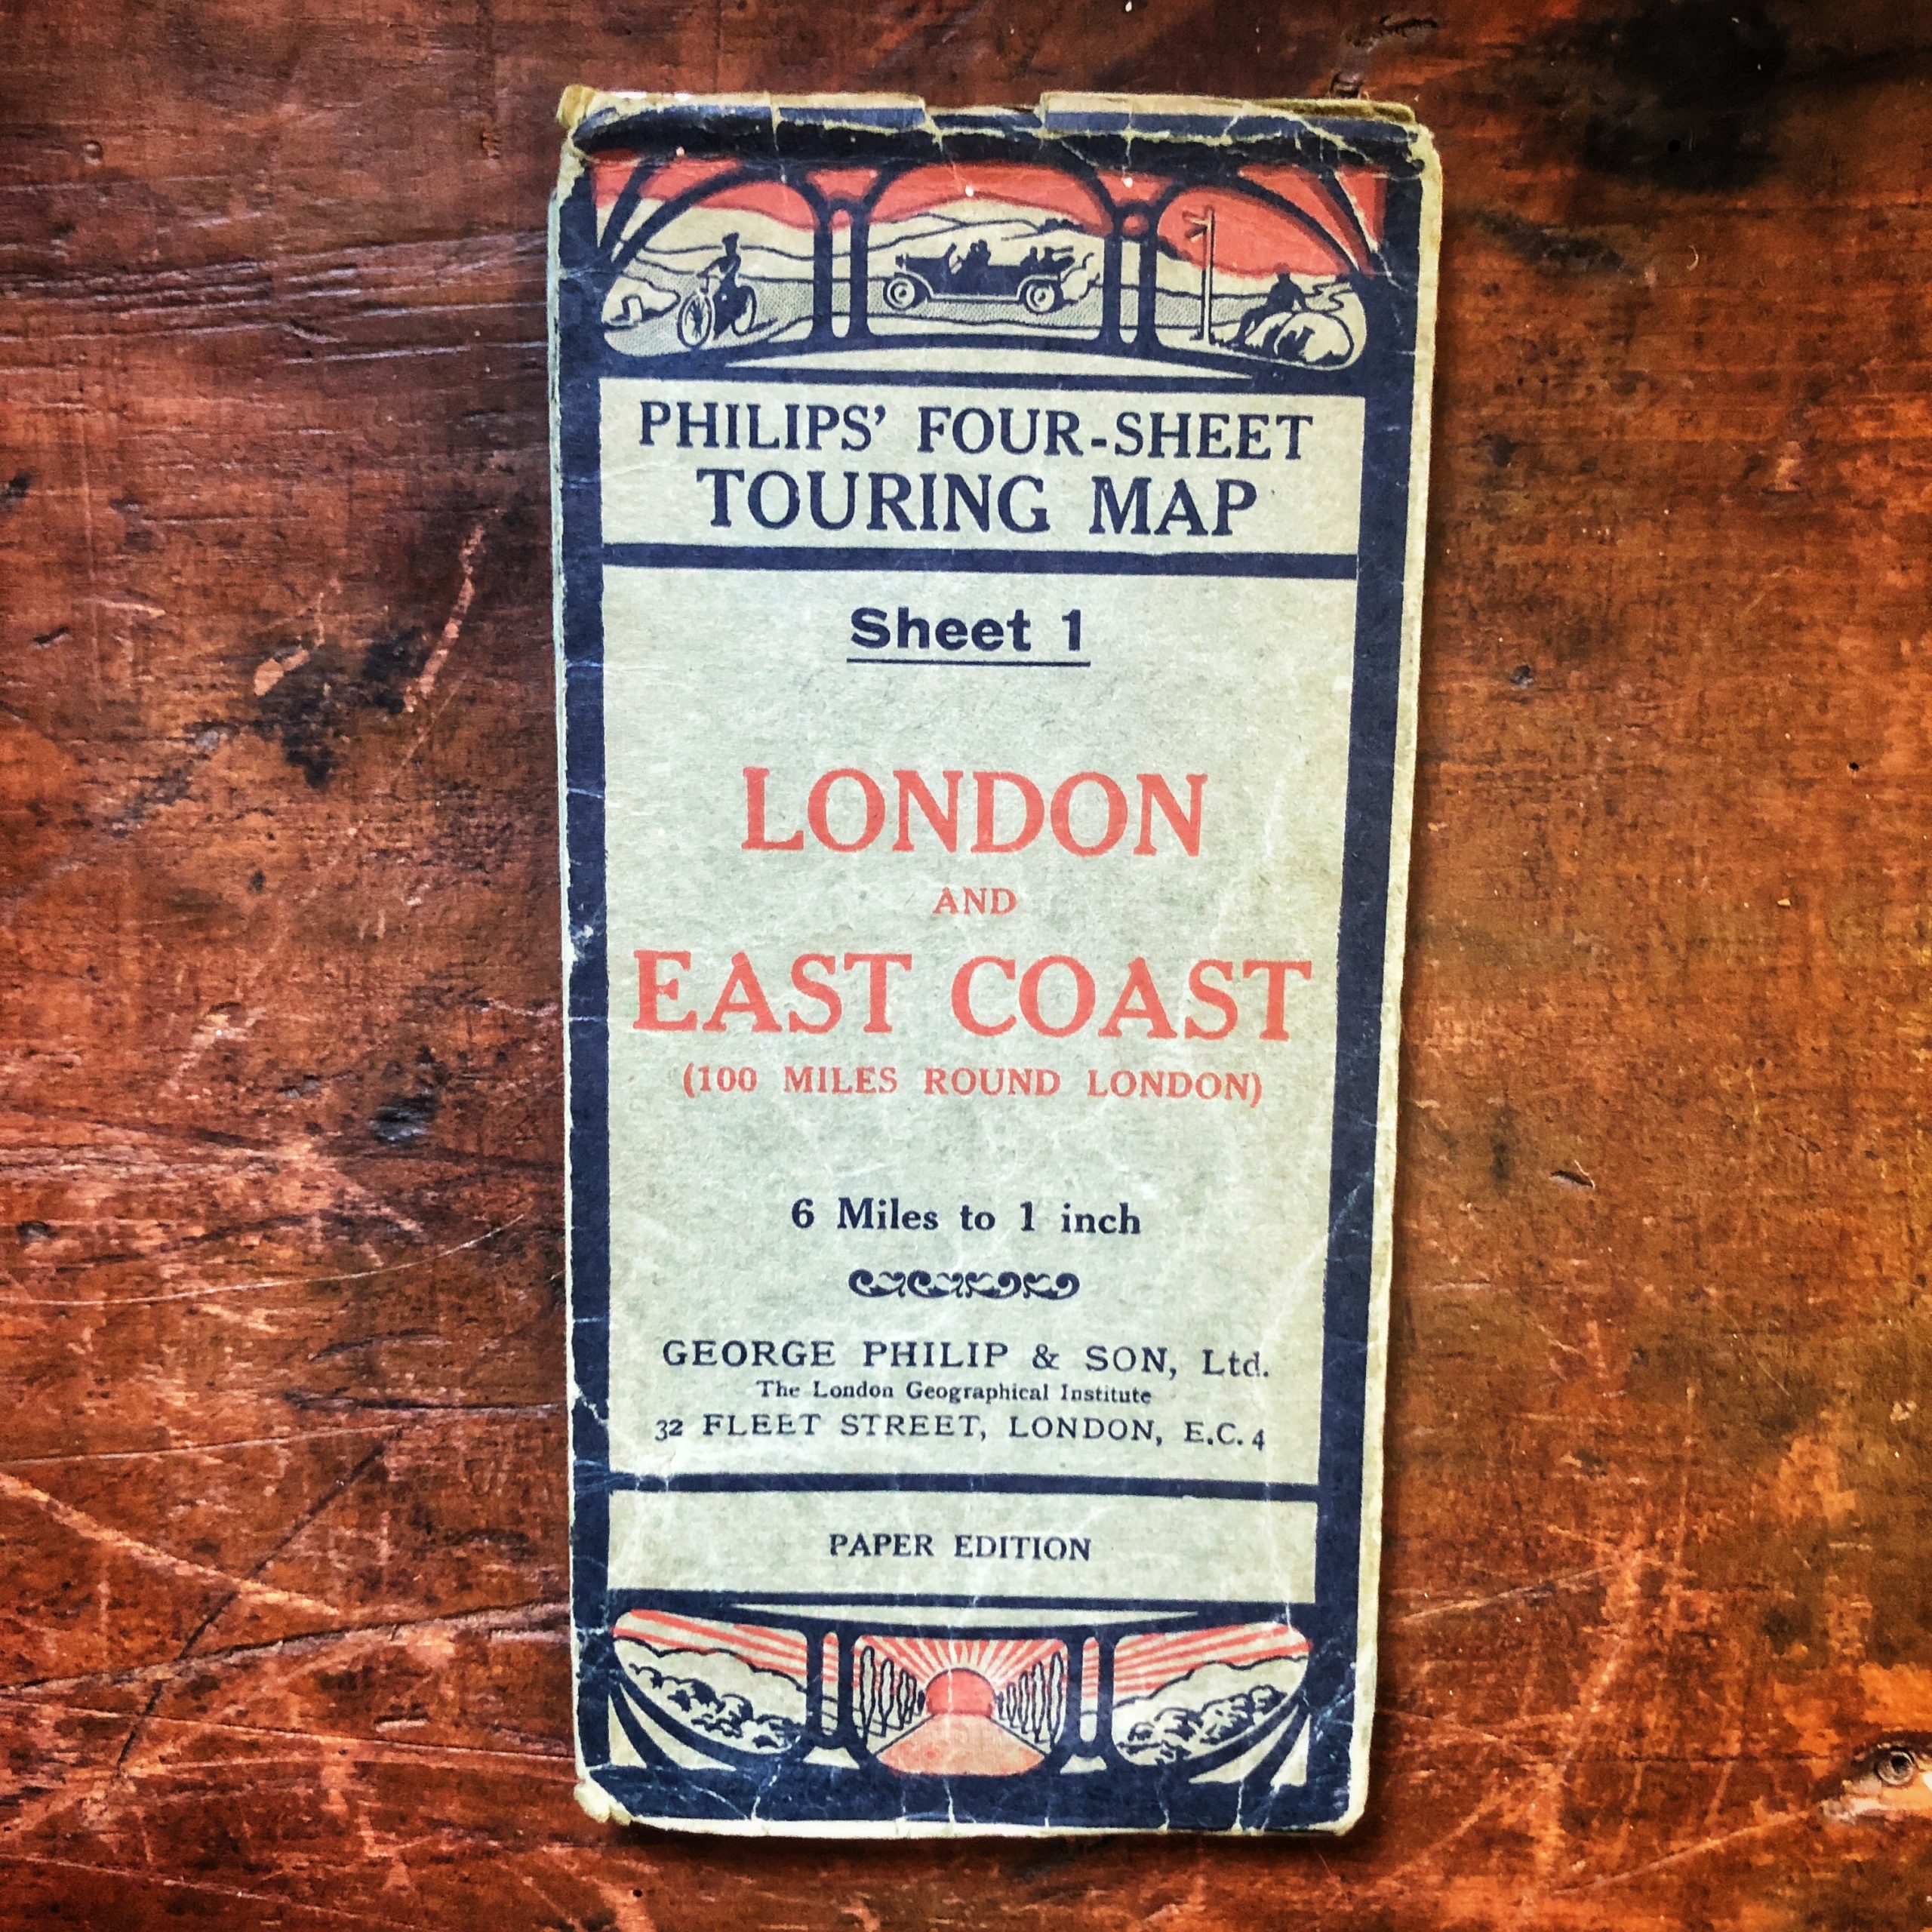 PHILIPS' FOUR-SHEET
TOURING MAP
Sheet 1
LONDON
AND
EAST COAST
(100 MILES ROUND LONDON)
6 Miles to 1 inch
GEORGE PHILIP & SON, Ltd.
The London Geographical Institute
32 FLEET STREET, LONDON, E.C. 4
PAPER EDITION